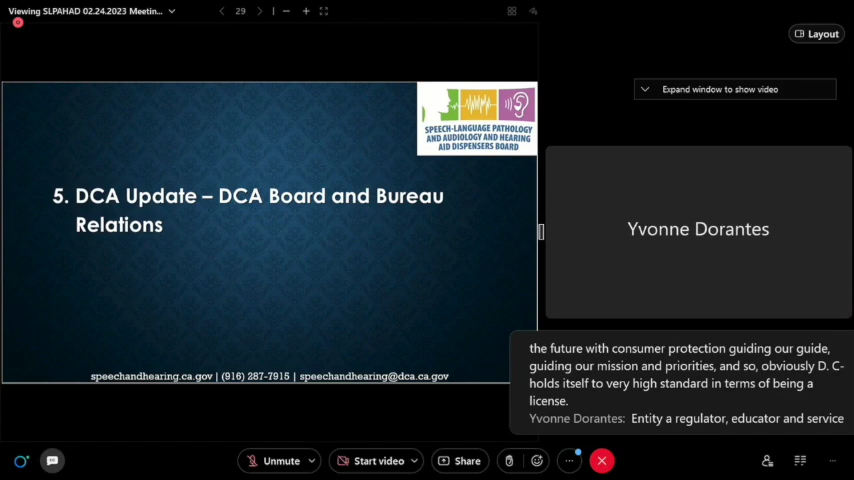 Viewing SLPAHAD 02.24.2023 Meetin...
29
Layout
Expand window to show video
SPEECH-LANGUAGE PATHOLOGY
AND AUDIOLOGY AND HEARING
AID DISPENSERS BOARD
5. DCA Update – DCA Board and Bureau
Relations
speechandhearing.ca.gov | (916) 287-7915 | speechandhearing@dca.ca.gov
Yvonne Dorantes
the future with consumer protection guiding our guide,
guiding our mission and priorities, and so, obviously D. C-
holds itself to very high standard in terms of being a
license.
Yvonne Dorantes: Entity a regulator, educator and service
Unmute
Start video
Share